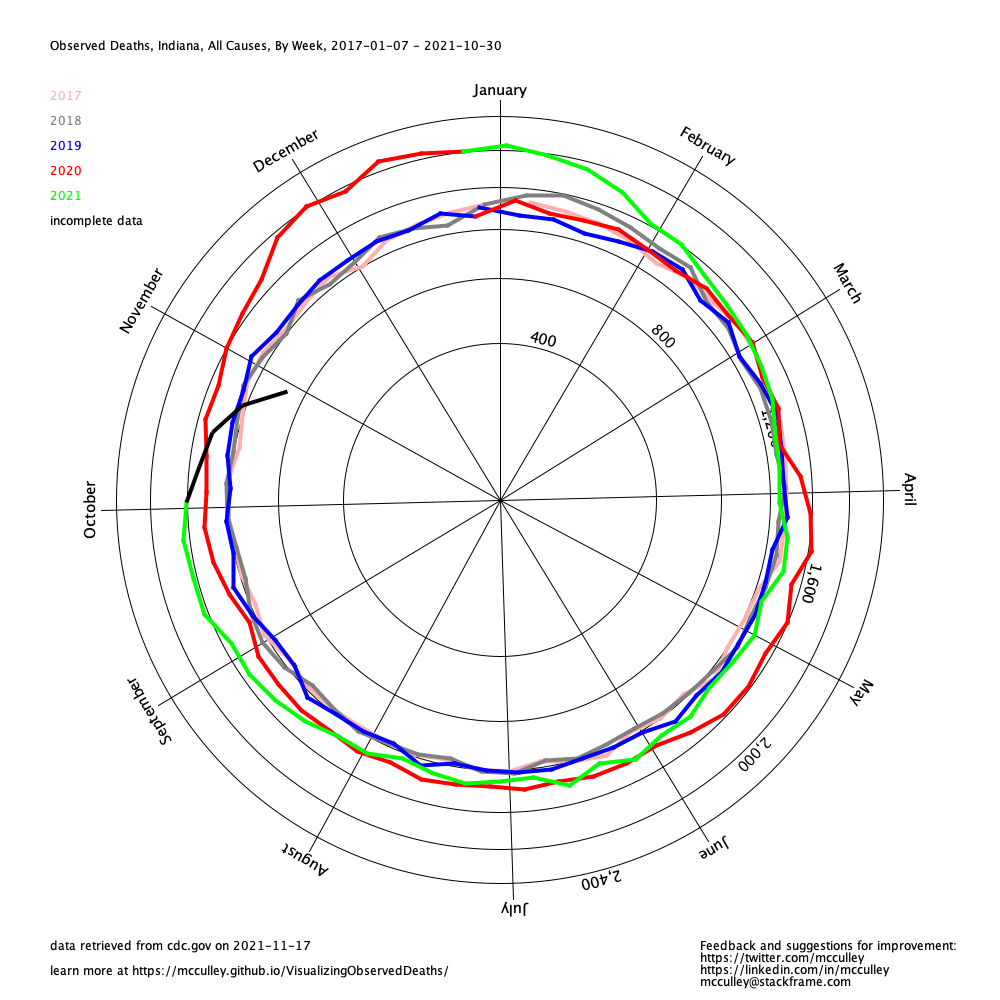 Observed Deaths, Indiana, All Causes, By Week, 2017-01-07 - 2021-10-30
2017
2018
2019
2020
2021
incomplete data
January
February
March
April
May
June
July
August
September
October
November
December
400
800
1,200
1,600
2,000
2,400
data retrieved from cdc.gov on 2021-11-17
learn more at https://mcculley.github.io/VisualizingObservedDeaths/
Feedback and suggestions for improvement:
https://twitter.com/mcculley
https://linkedin.com/in/mcculley
mcculley@stackframe.com